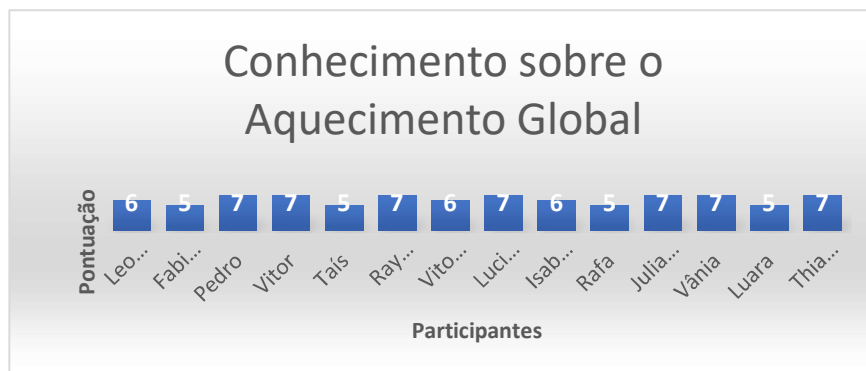 Conhecimento sobre o
Aquecimento Global
Pontuação
6 5 7 7 5 7 6 7 6 5 7 7 5 7
Leo... Fabi... Pedro Vitor Taís Ray... Vito... Luci... Isab... Rafa Julia... Vânia Luara Thia...
Participantes